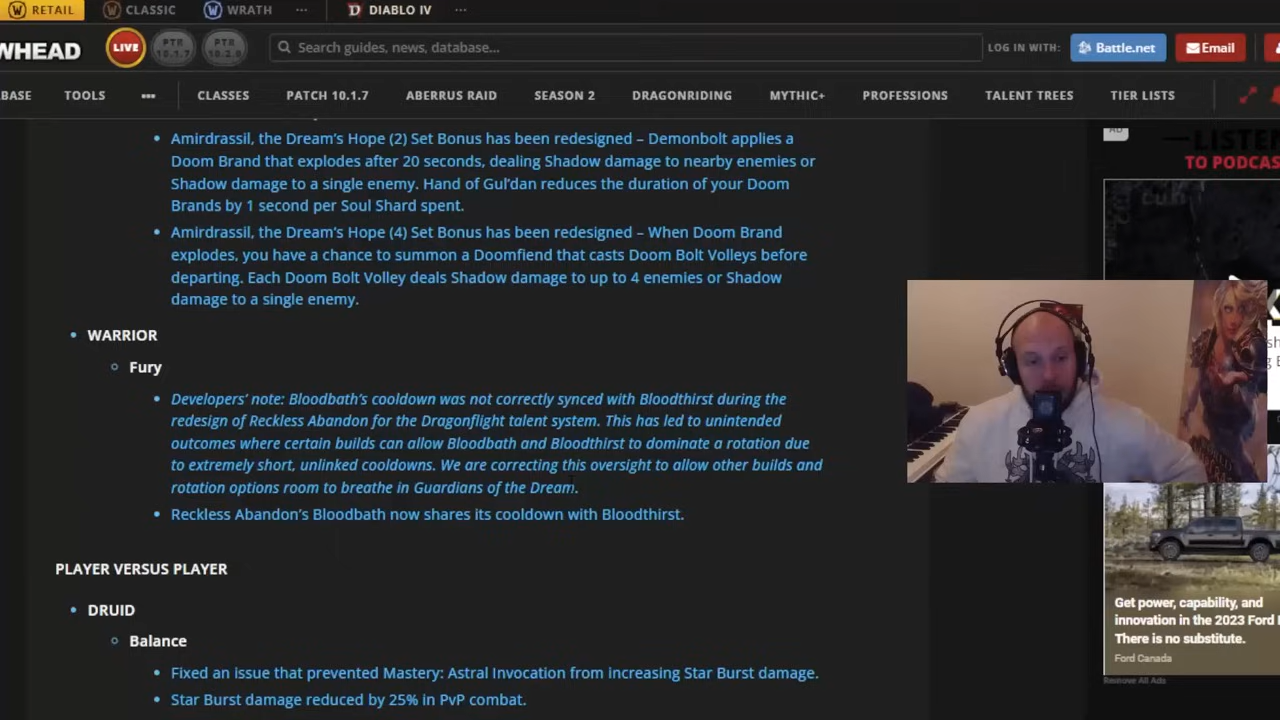 RETAIL CLASSIC WRATH ... DIABLO IV ...
WHEAD LIVE PTR 10.1.7 PTR 10.2.0 Search guides, news, database... LOG IN WITH: Battle.net Email
BASE TOOLS ... CLASSES PATCH 10.1.7 ABERRUS RAID SEASON 2 DRAGONRIDING MYTHIC+ PROFESSIONS TALENT TREES TIER LISTS
• Amirdrassil, the Dream's Hope (2) Set Bonus has been redesigned – Demonbolt applies a
Doom Brand that explodes after 20 seconds, dealing Shadow damage to nearby enemies or
Shadow damage to a single enemy. Hand of Gul'dan reduces the duration of your Doom
Brands by 1 second per Soul Shard spent.
• Amirdrassil, the Dream's Hope (4) Set Bonus has been redesigned – When Doom Brand
explodes, you have a chance to summon a Doomfiend that casts Doom Bolt Volleys before
departing. Each Doom Bolt Volley deals Shadow damage to up to 4 enemies or Shadow
damage to a single enemy.
• WARRIOR
○ Fury
• Developers' note: Bloodbath's cooldown was not correctly synced with Bloodthirst during the
redesign of Reckless Abandon for the Dragonflight talent system. This has led to unintended
outcomes where certain builds can allow Bloodbath and Bloodthirst to dominate a rotation due
to extremely short, unlinked cooldowns. We are correcting this oversight to allow other builds and
rotation options room to breathe in Guardians of the Dream.
• Reckless Abandon's Bloodbath now shares its cooldown with Bloodthirst.
PLAYER VERSUS PLAYER
• DRUID
○ Balance
• Fixed an issue that prevented Mastery: Astral Invocation from increasing Star Burst damage.
• Star Burst damage reduced by 25% in PvP combat.
AD
LISTEN
TO PODCAS
Get power, capability, and
innovation in the 2023 Ford
There is no substitute.
Ford Canada
Remove All Ads